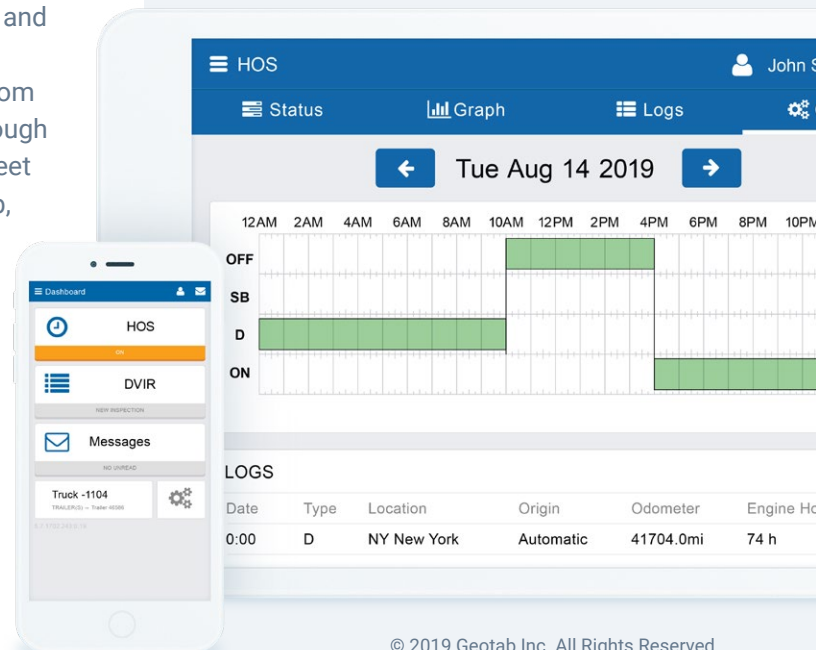 and
om
ough
eet
o,
HOS
John S
Status
Graph
Logs
Tue Aug 14 2019
12AM 2AM 4AM 6AM 8AM 10AM 12PM 2PM 4PM 6PM 8PM 10PM
OFF
SB
D
ON
LOGS
Date Type Location Origin Odometer Engine Ho
0:00 D NY New York Automatic 41704.0mi 74 h
Dashboard
HOS
ON
DVIR
NEW INSPECTION
Messages
NO UNREAD
Truck -1104
© 2019 Geotab Inc. All Rights Reserved